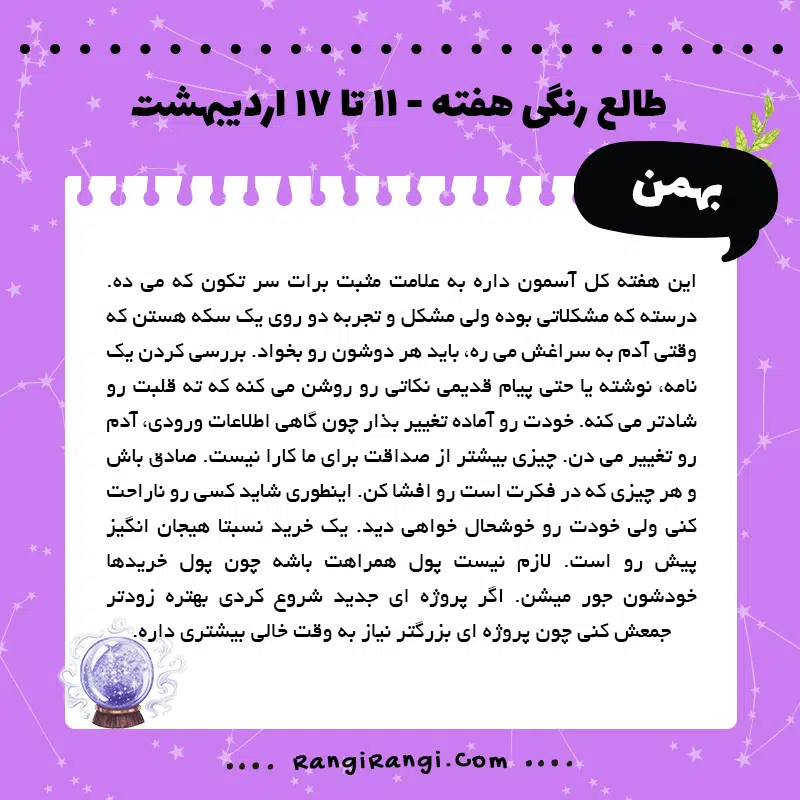 طالع رنگی هفته - ۱۱ تا ۱۷ اردیبهشت
بهمن
این هفته کل آسمون داره به علامت مثبت برات سر تکون که می ده.
درسته که مشکلاتی بوده ولی مشکل و تجربه دو روی یک سکه هستن که
وقتی آدم به سراغش می ره، باید هر دوشون رو بخواد. بررسی کردن یک
نامه، نوشته یا حتی پیام قدیمی نکاتی رو روشن می کنه که ته قلبت رو
شادتر می کنه. خودت رو آماده تغییر بذار چون گاهی اطلاعات ورودی، آدم
رو تغییر می دن. چیزی بیشتر از صداقت برای ما کارا نیست. صادق باش
و هر چیزی که در فکرت است رو افشا کن. اینطوری شاید کسی رو ناراحت
کنی ولی خودت رو خوشحال خواهی دید. یک خرید نسبتا هیجان انگیز
پیش رو است. لازم نیست پول همراهت باشه چون پول خریدها
خودشون جور میشن. اگر پروژه ای جدید شروع کردی بهتره زودتر
جمعش کنی چون پروژه ای بزرگتر نیاز به وقت خالی بیشتری داره.
.... RangiRangi.Com ....